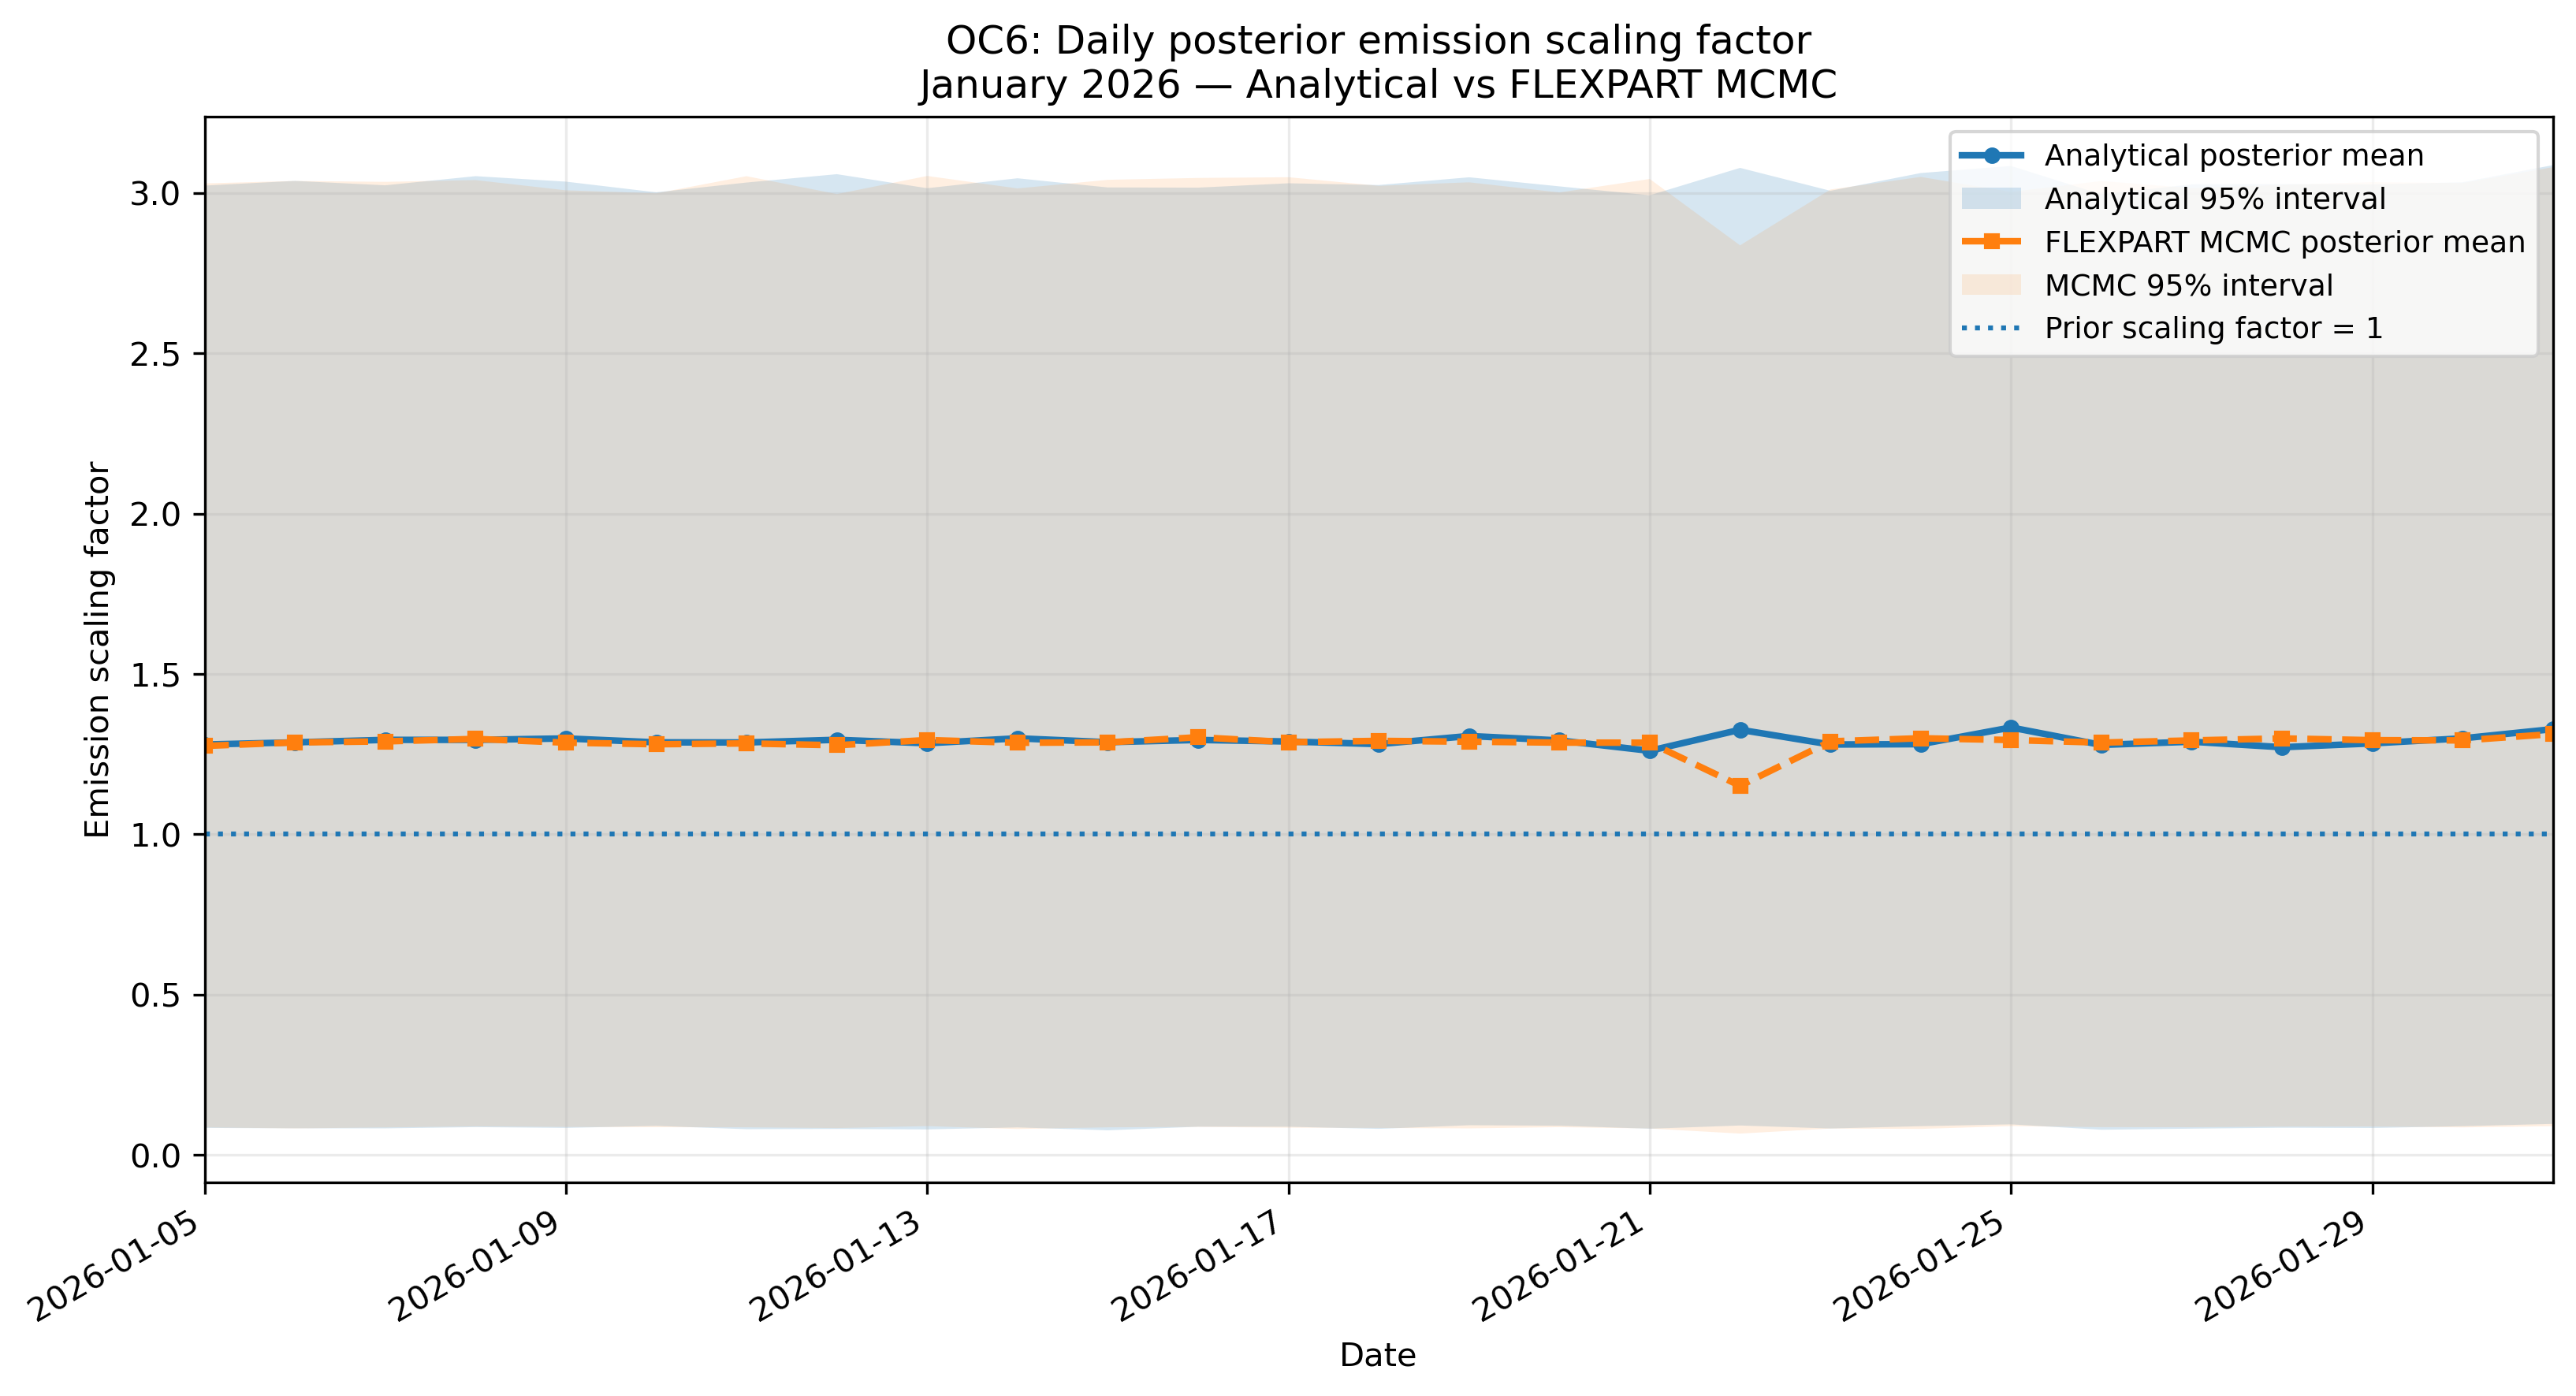 OC6: Daily posterior emission scaling factor
January 2026 — Analytical vs FLEXPART MCMC
Analytical posterior mean
Analytical 95% interval
FLEXPART MCMC posterior mean
MCMC 95% interval
Prior scaling factor = 1
Emission scaling factor
3.0
2.5
2.0
1.5
1.0
0.5
0.0
2026-01-05
2026-01-09
2026-01-13
2026-01-17
2026-01-21
2026-01-25
2026-01-29
Date